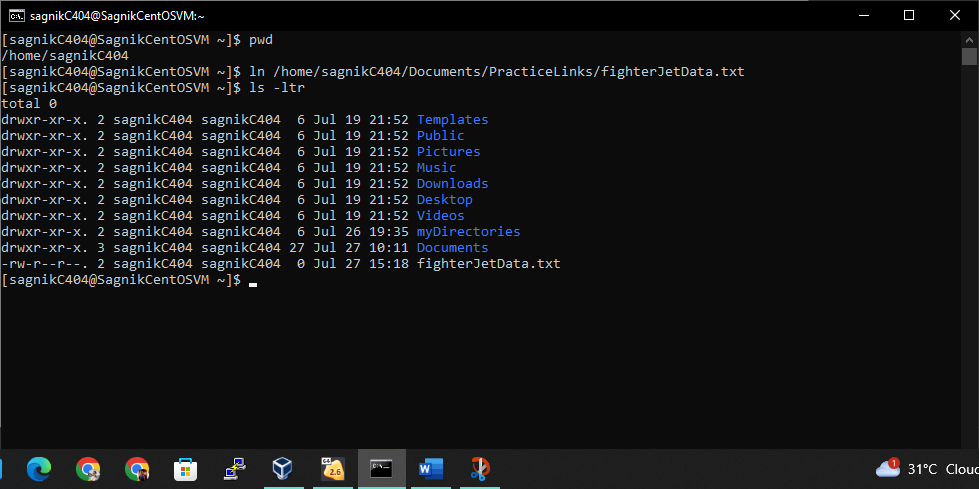 C:\. sagnikC404@SagnikCentOSVM:~
[sagnikC404@SagnikCentOSVM ~]$ pwd
/home/sagnikC404
[sagnikC404@SagnikCentOSVM ~]$ ln /home/sagnikC404/Documents/PracticeLinks/fighterJetData.txt
[sagnikC404@SagnikCentOSVM ~]$ ls -ltr
total 0
drwxr-xr-x. 2 sagnikC404 sagnikC404  6 Jul 19 21:52 Templates
drwxr-xr-x. 2 sagnikC404 sagnikC404  6 Jul 19 21:52 Public
drwxr-xr-x. 2 sagnikC404 sagnikC404  6 Jul 19 21:52 Pictures
drwxr-xr-x. 2 sagnikC404 sagnikC404  6 Jul 19 21:52 Music
drwxr-xr-x. 2 sagnikC404 sagnikC404  6 Jul 19 21:52 Downloads
drwxr-xr-x. 2 sagnikC404 sagnikC404  6 Jul 19 21:52 Desktop
drwxr-xr-x. 2 sagnikC404 sagnikC404  6 Jul 19 21:52 Videos
drwxr-xr-x. 2 sagnikC404 sagnikC404  6 Jul 26 19:35 myDirectories
drwxr-xr-x. 3 sagnikC404 sagnikC404 27 Jul 27 10:11 Documents
-rw-r--r--. 2 sagnikC404 sagnikC404  0 Jul 27 15:18 fighterJetData.txt
[sagnikC404@SagnikCentOSVM ~]$
64 2.6 C:\. W 1 31°C Cloud